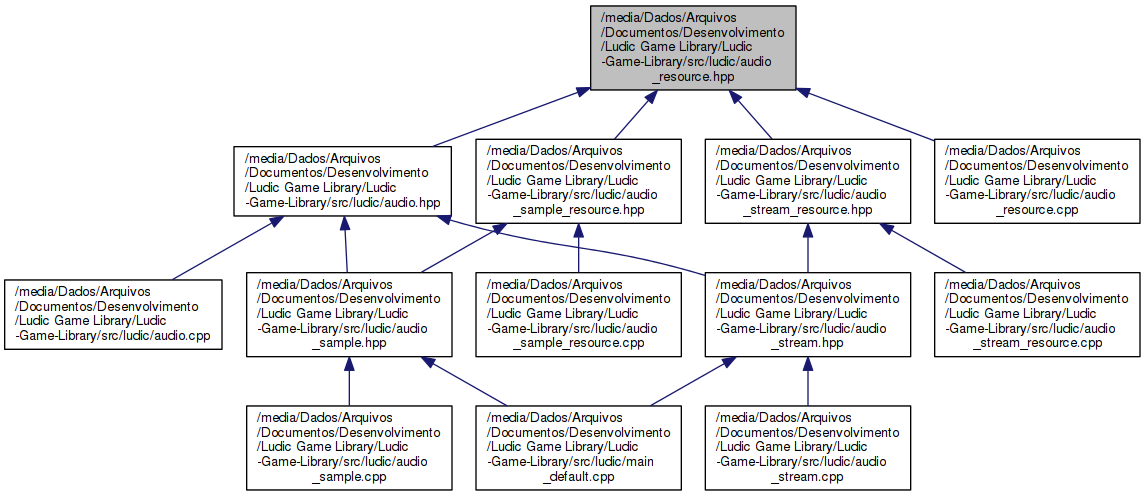 /media/Dados/Arquivos
/Documentos/Desenvolvimento
/Ludic Game Library/Ludic
-Game-Library/src/ludic/audio
_resource.hpp
/media/Dados/Arquivos
/Documentos/Desenvolvimento
/Ludic Game Library/Ludic
-Game-Library/src/ludic/audio.hpp
/media/Dados/Arquivos
/Documentos/Desenvolvimento
/Ludic Game Library/Ludic
-Game-Library/src/ludic/audio
_sample_resource.hpp
/media/Dados/Arquivos
/Documentos/Desenvolvimento
/Ludic Game Library/Ludic
-Game-Library/src/ludic/audio
_stream_resource.hpp
/media/Dados/Arquivos
/Documentos/Desenvolvimento
/Ludic Game Library/Ludic
-Game-Library/src/ludic/audio
_resource.cpp
/media/Dados/Arquivos
/Documentos/Desenvolvimento
/Ludic Game Library/Ludic
-Game-Library/src/ludic/audio.cpp
/media/Dados/Arquivos
/Documentos/Desenvolvimento
/Ludic Game Library/Ludic
-Game-Library/src/ludic/audio
_sample.hpp
/media/Dados/Arquivos
/Documentos/Desenvolvimento
/Ludic Game Library/Ludic
-Game-Library/src/ludic/audio
_sample_resource.cpp
/media/Dados/Arquivos
/Documentos/Desenvolvimento
/Ludic Game Library/Ludic
-Game-Library/src/ludic/audio
_stream.hpp
/media/Dados/Arquivos
/Documentos/Desenvolvimento
/Ludic Game Library/Ludic
-Game-Library/src/ludic/audio
_stream_resource.cpp
/media/Dados/Arquivos
/Documentos/Desenvolvimento
/Ludic Game Library/Ludic
-Game-Library/src/ludic/audio
_sample.cpp
/media/Dados/Arquivos
/Documentos/Desenvolvimento
/Ludic Game Library/Ludic
-Game-Library/src/ludic/main
_default.cpp
/media/Dados/Arquivos
/Documentos/Desenvolvimento
/Ludic Game Library/Ludic
-Game-Library/src/ludic/audio
_stream.cpp